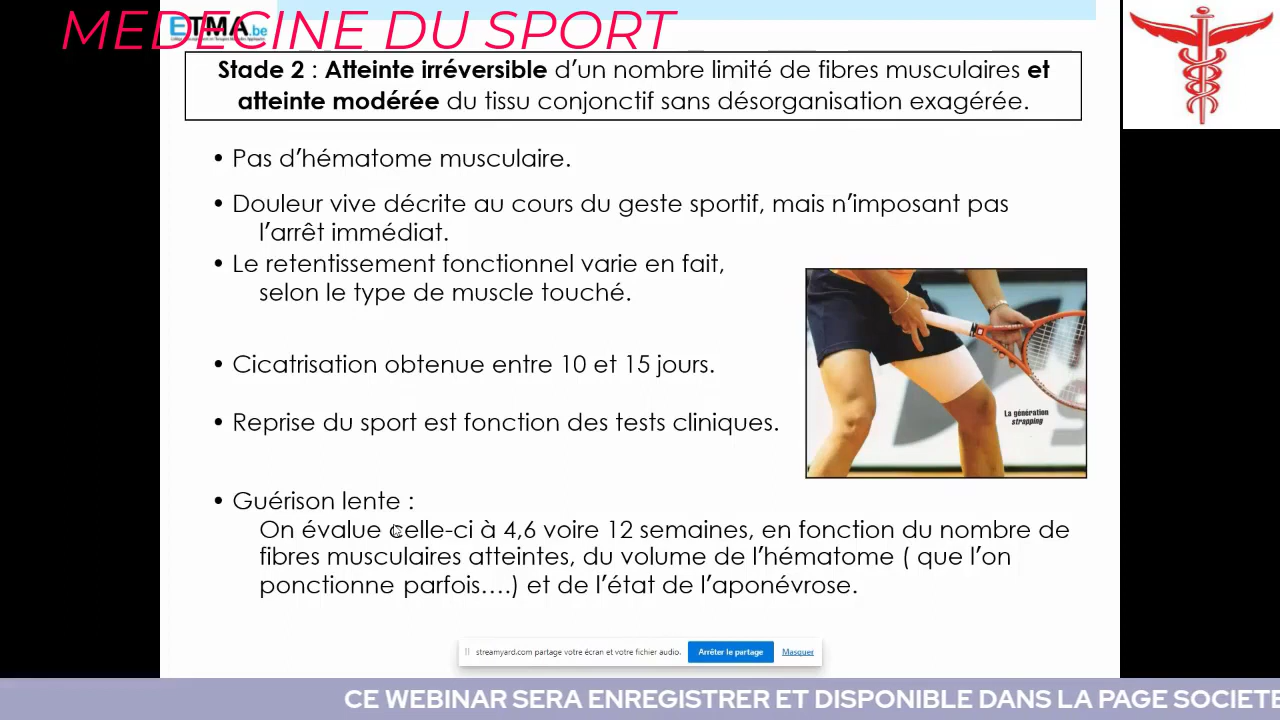 MEDECINE DU SPORT
ETMA.be
Stade 2 : Atteinte irréversible d'un nombre limité de fibres musculaires et
atteinte modérée du tissu conjonctif sans désorganisation exagérée.
• Pas d'hématome musculaire.
• Douleur vive décrite au cours du geste sportif, mais n'imposant pas
l'arrêt immédiat.
• Le retentissement fonctionnel varie en fait,
selon le type de muscle touché.
• Cicatrisation obtenue entre 10 et 15 jours.
• Reprise du sport est fonction des tests cliniques.
La génération
strapping
• Guérison lente :
On évalue celle-ci à 4,6 voire 12 semaines, en fonction du nombre de
fibres musculaires atteintes, du volume de l'hématome ( que l'on
ponctionne parfois….) et de l'état de l'aponévrose.
streamyard.com partage votre écran et votre fichier audio.
Arrêter le partage
Masquer
CE WEBINAR SERA ENREGISTRER ET DISPONIBLE DANS LA PAGE SOCIETE